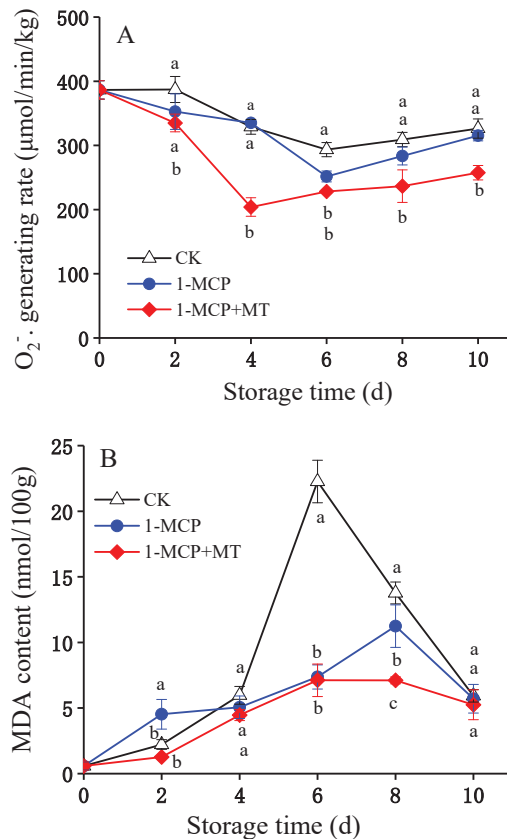 A
O₂⁻· generating rate (μmol/min/kg)
500
400
300
200
400
0
a
a
a
a
a
a
a
a
a
a
b
b
b
b
b
b
CK
1-MCP
1-MCP+MT
0
2
4
6
8
10
Storage time (d)
B
MDA content (nmol/100g)
25
20
15
10
5
0
CK
1-MCP
1-MCP+MT
a
a
a
a
a
a
b
b
b
b
a
b
a
c
a
0
2
4
6
8
10
Storage time (d)